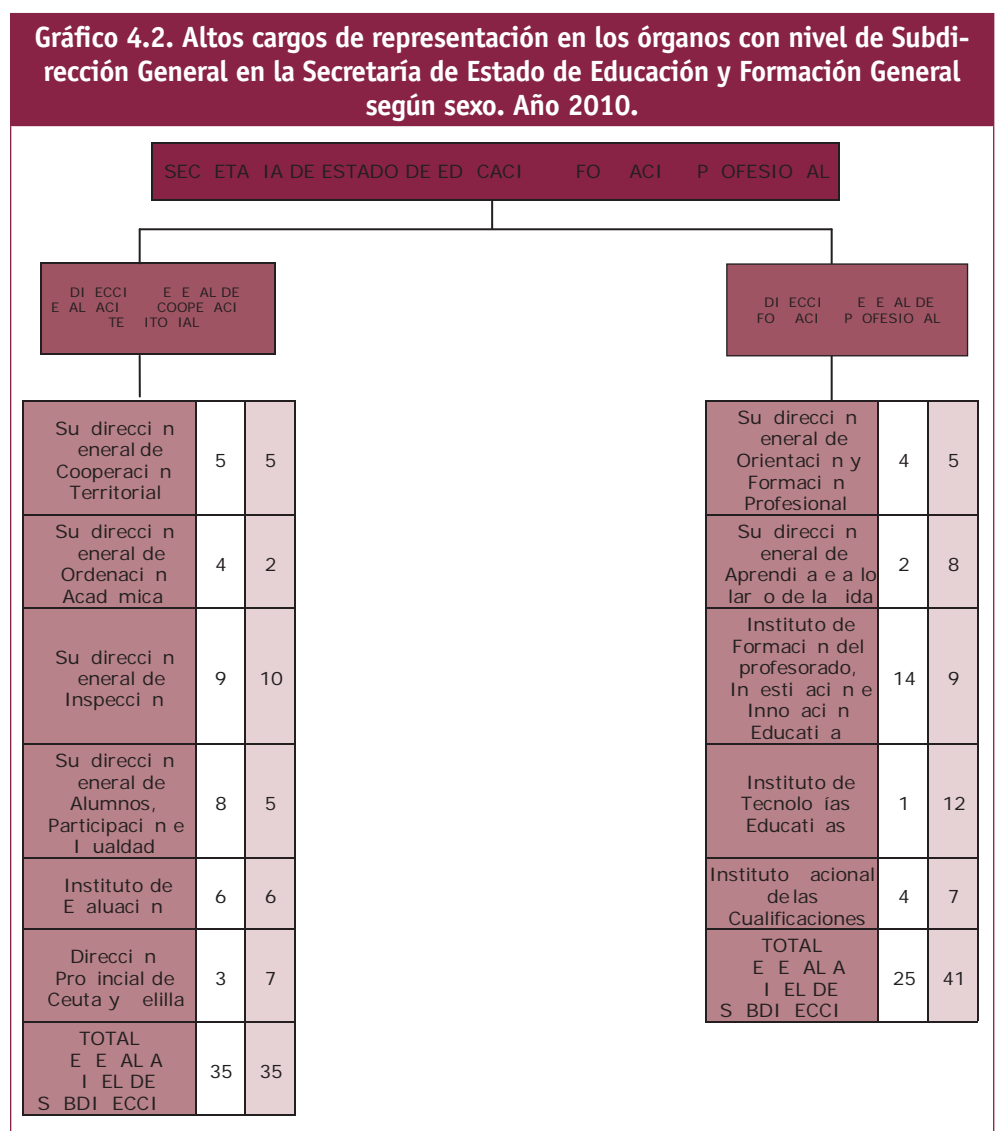 Gráfico 4.2. Altos cargos de representación en los órganos con nivel de Subdi-
rección General en la Secretaría de Estado de Educación y Formación General
según sexo. Año 2010.
SEC ETA IA DE ESTADO DE ED CACI FO ACI P OFESIO AL
DI ECCI E E AL DE
E AL ACI COOPE ACI
TE ITO IAL
Su direcci n
eneral de
Cooperaci n
Territorial
5 5
Su direcci n
eneral de
Ordenaci n
Acad mica
4 2
Su direcci n
eneral de
Inspecci n
9 10
Su direcci n
eneral de
Alumnos,
Participaci n e
I ualdad
8 5
Instituto de
E aluaci n
6 6
Direcci n
Pro incial de
Ceuta y elilla
3 7
TOTAL
E E AL A
I EL DE
S BDI ECCI
35 35
DI ECCI E E AL DE
FO ACI P OFESIO AL
Su direcci n
eneral de
Orientaci n y
Formaci n
Profesional
4 5
Su direcci n
eneral de
Aprendi a e a lo
lar o de la ida
2 8
Instituto de
Formaci n del
profesorado,
In esti aci n e
Inno aci n
Educati a
14 9
Instituto de
Tecnolo ías
Educati as
1 12
Instituto acional
de las
Cualificaciones
4 7
TOTAL
E E AL A
I EL DE
S BDI ECCI
25 41